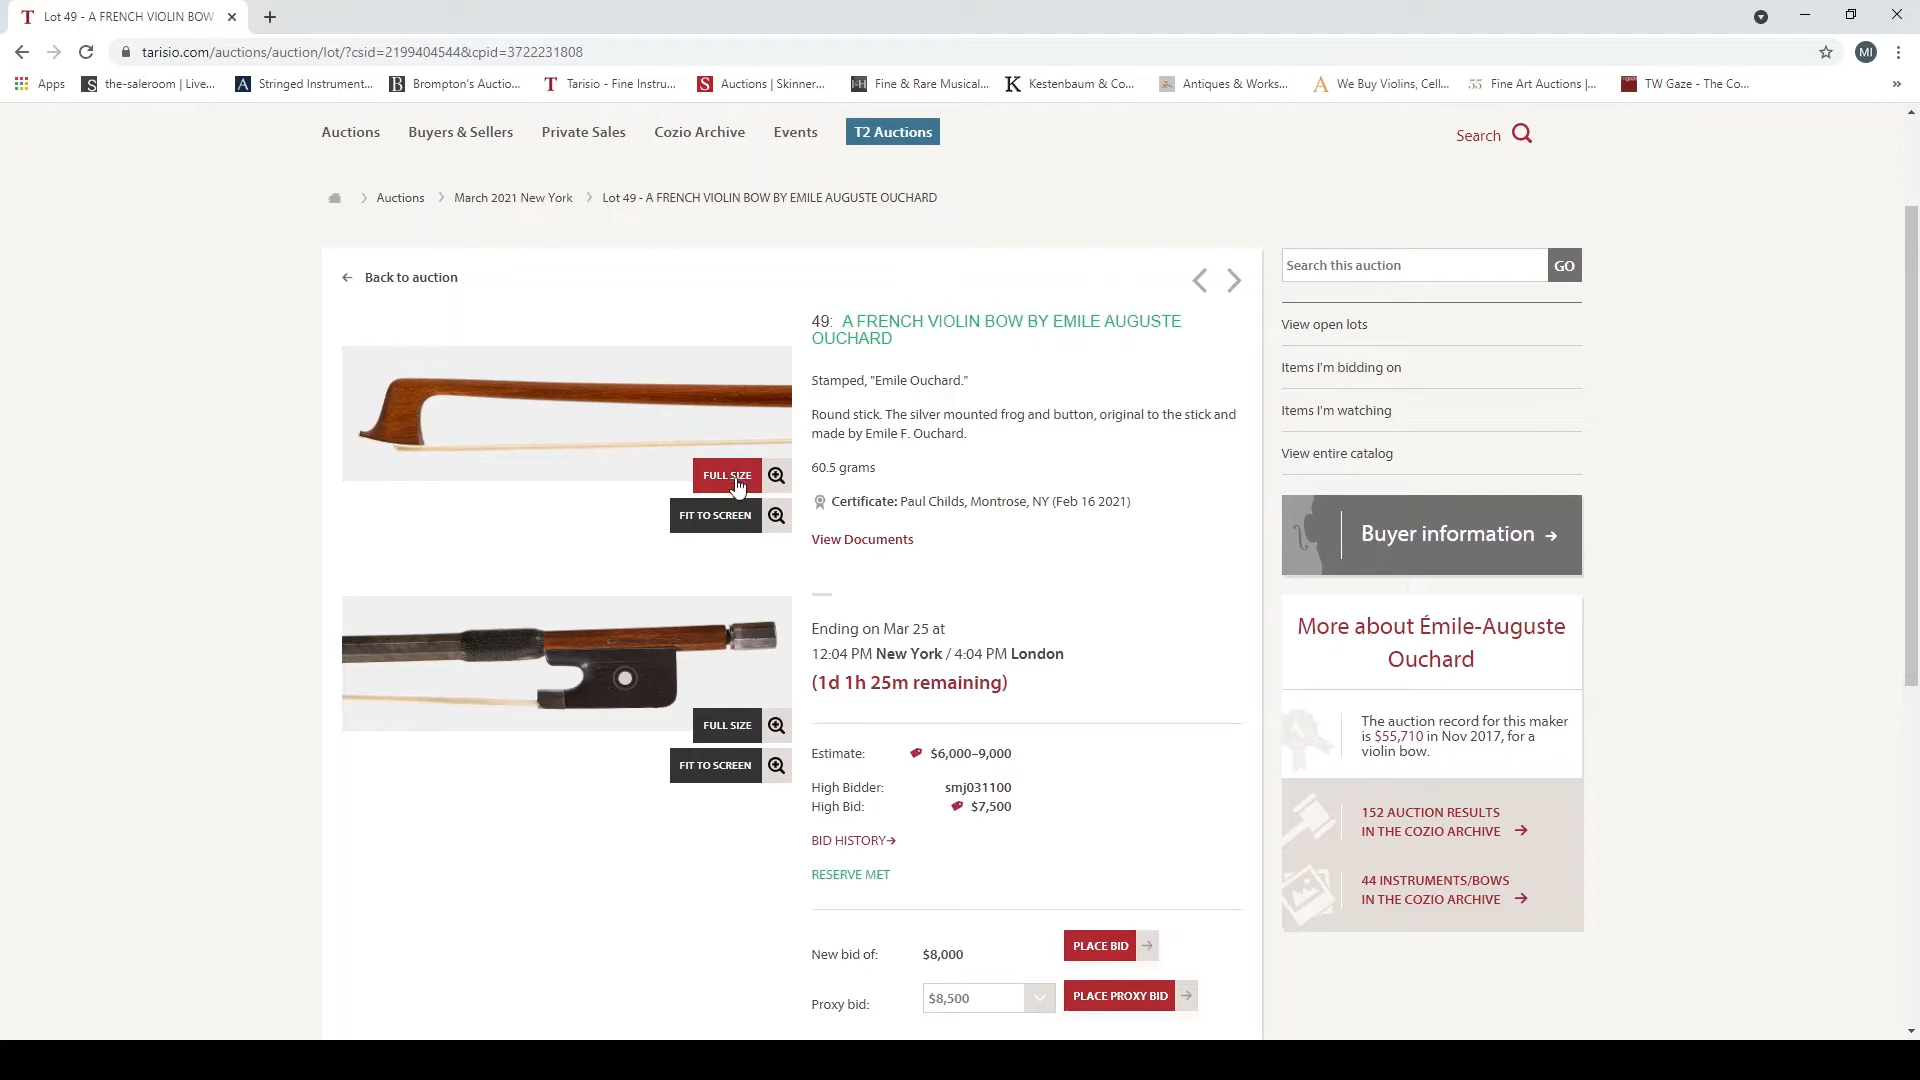 Lot 49 - A FRENCH VIOLIN BOW
tarisio.com/auctions/auction/lot/?csid=2199404544&cpid=3722231808
MI
Apps
the-saleroom | Live...
Stringed Instrument...
Brompton's Auctio...
Tarisio - Fine Instru...
Auctions | Skinner...
Fine & Rare Musical...
Kestenbaum & Co...
Antiques & Works...
We Buy Violins, Cell...
Fine Art Auctions |...
TW Gaze - The Co...
Auctions
Buyers & Sellers
Private Sales
Cozio Archive
Events
T2 Auctions
Search
Auctions
March 2021 New York
Lot 49 - A FRENCH VIOLIN BOW BY EMILE AUGUSTE OUCHARD
Back to auction
FULL SIZE
FIT TO SCREEN
FULL SIZE
FIT TO SCREEN
49: A FRENCH VIOLIN BOW BY EMILE AUGUSTE
OUCHARD
Stamped, "Emile Ouchard."
Round stick. The silver mounted frog and button, original to the stick and
made by Emile F. Ouchard.
60.5 grams
Certificate: Paul Childs, Montrose, NY (Feb 16 2021)
View Documents
Ending on Mar 25 at
12:04 PM New York / 4:04 PM London
(1d 1h 25m remaining)
Estimate: $6,000–9,000
High Bidder: smj031100
High Bid: $7,500
BID HISTORY→
RESERVE MET
New bid of: $8,000 PLACE BID
Proxy bid: $8,500 PLACE PROXY BID
Search this auction
GO
View open lots
Items I'm bidding on
Items I'm watching
View entire catalog
Buyer information →
More about Émile-Auguste
Ouchard
The auction record for this maker
is $55,710 in Nov 2017, for a
violin bow.
152 AUCTION RESULTS
IN THE COZIO ARCHIVE
44 INSTRUMENTS/BOWS
IN THE COZIO ARCHIVE